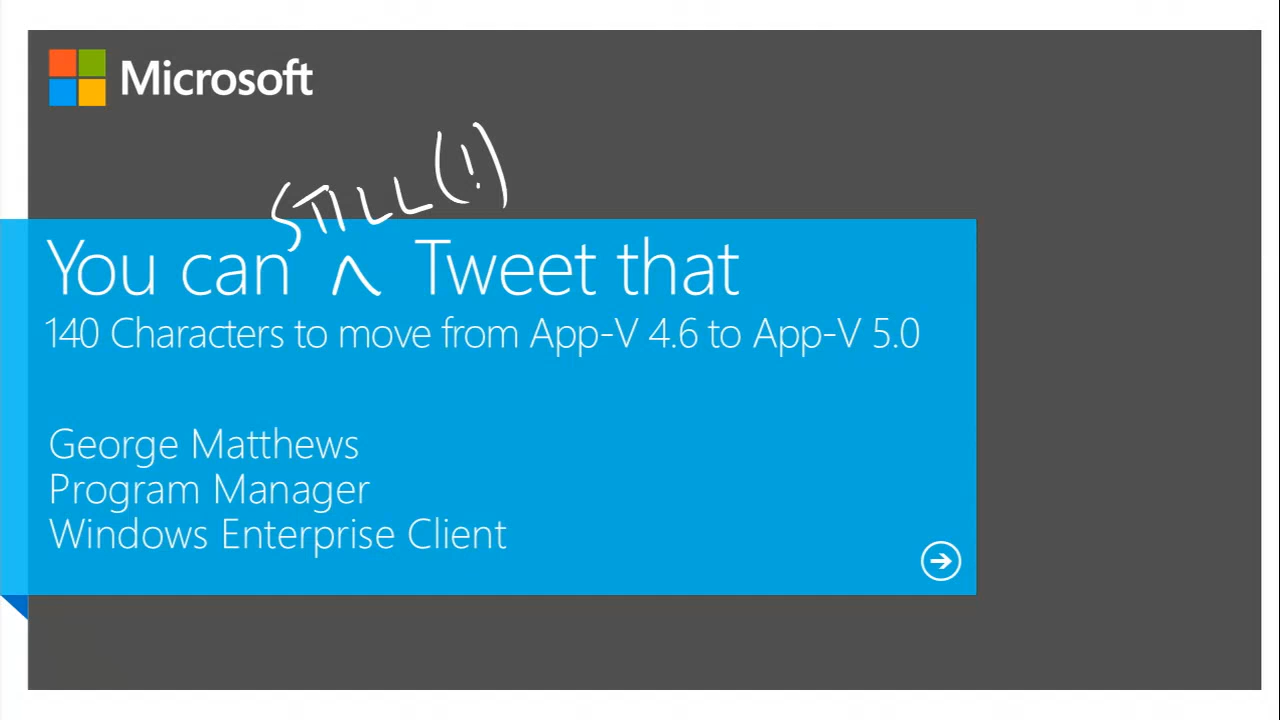 Microsoft
STILL(!)
You can ^ Tweet that
140 Characters to move from App-V 4.6 to App-V 5.0
George Matthews
Program Manager
Windows Enterprise Client